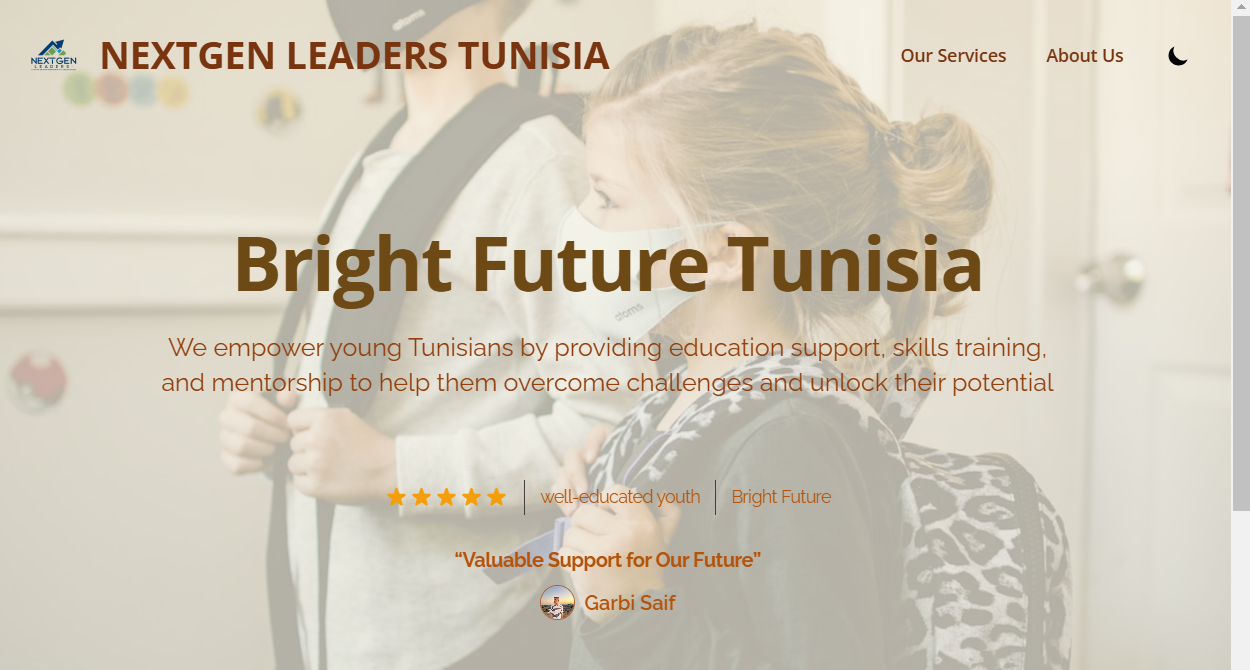 NEXTGEN
LEADERS
NEXTGEN LEADERS TUNISIA
Our Services
About Us
atoms
Bright Future Tunisia
atoms
We empower young Tunisians by providing education support, skills training,
and mentorship to help them overcome challenges and unlock their potential
well-educated youth
Bright Future
“Valuable Support for Our Future”
Garbi Saif